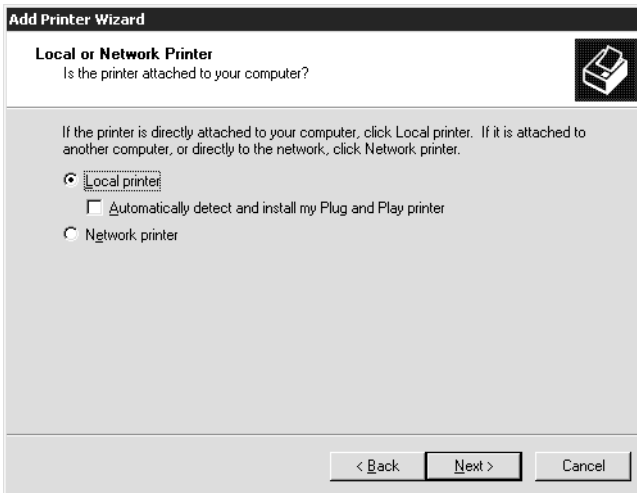 Add Printer Wizard
Local or Network Printer
Is the printer attached to your computer?
If the printer is directly attached to your computer, click Local printer. If it is attached to
another computer, or directly to the network, click Network printer.
Local printer
Automatically detect and install my Plug and Play printer
Network printer
< Back Next > Cancel